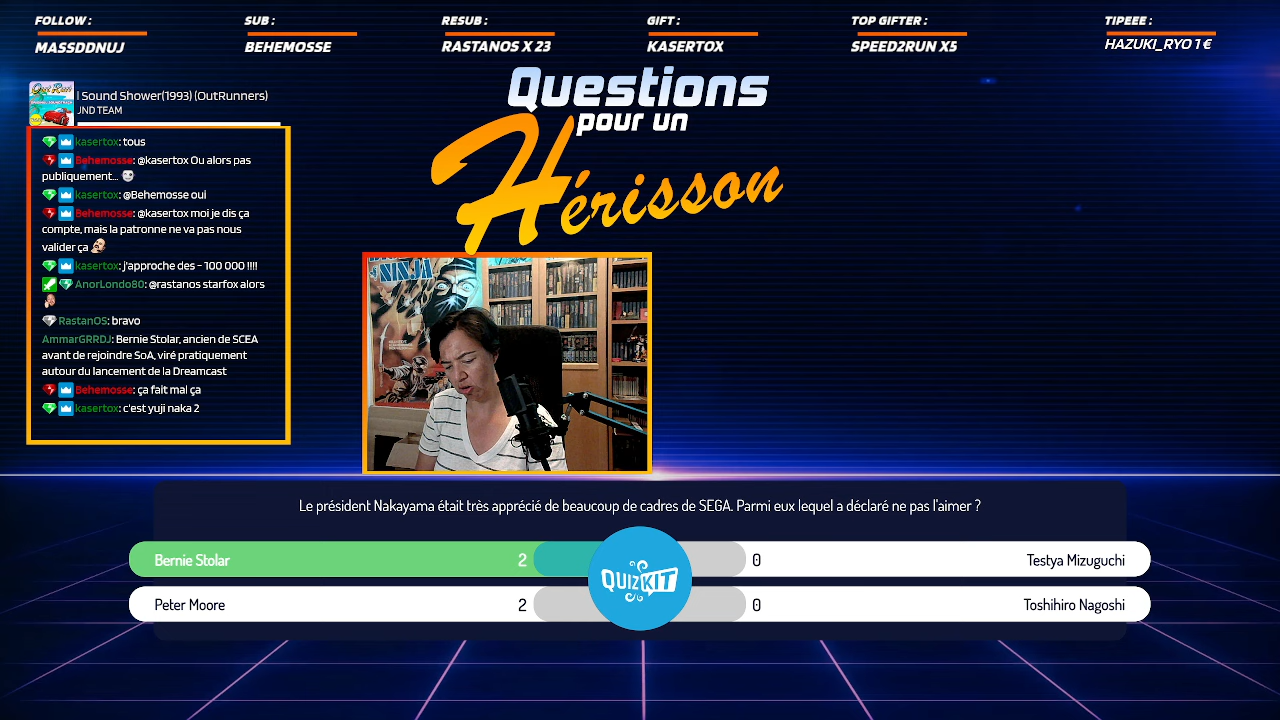 FOLLOW :
MASSDDNUJ
SUB :
BEHEMOSSE
RESUB :
RASTANOS X 23
GIFT :
KASERTOX
TOP GIFTER :
SPEED2RUN X5
TIPEEE :
HAZUKI_RYO 1 €
Questions
pour un
Hérisson
l Sound Shower(1993) (OutRunners)
JND TEAM
kasertox: tous
Behemosse: @kasertox Ou alors pas
publiquement...
kasertox: @Behemosse oui
Behemosse: @kasertox moi je dis ça
compte, mais la patronne ne va pas nous
valider ça
kasertox: j'approche des - 100 000 !!!!
AnorLondo80: @rastanos starfox alors
RastanOS: bravo
AmmarGRRDJ: Bernie Stolar, ancien de SCEA
avant de rejoindre SoA, viré pratiquement
autour du lancement de la Dreamcast
Behemosse: ça fait mal ça
kasertox: c'est yuji naka 2
NINJA
Le président Nakayama était très apprécié de beaucoup de cadres de SEGA. Parmi eux lequel a déclaré ne pas l'aimer ?
Bernie Stolar 2
0 Testya Mizuguchi
QUIZKIT
Peter Moore 2
0 Toshihiro Nagoshi